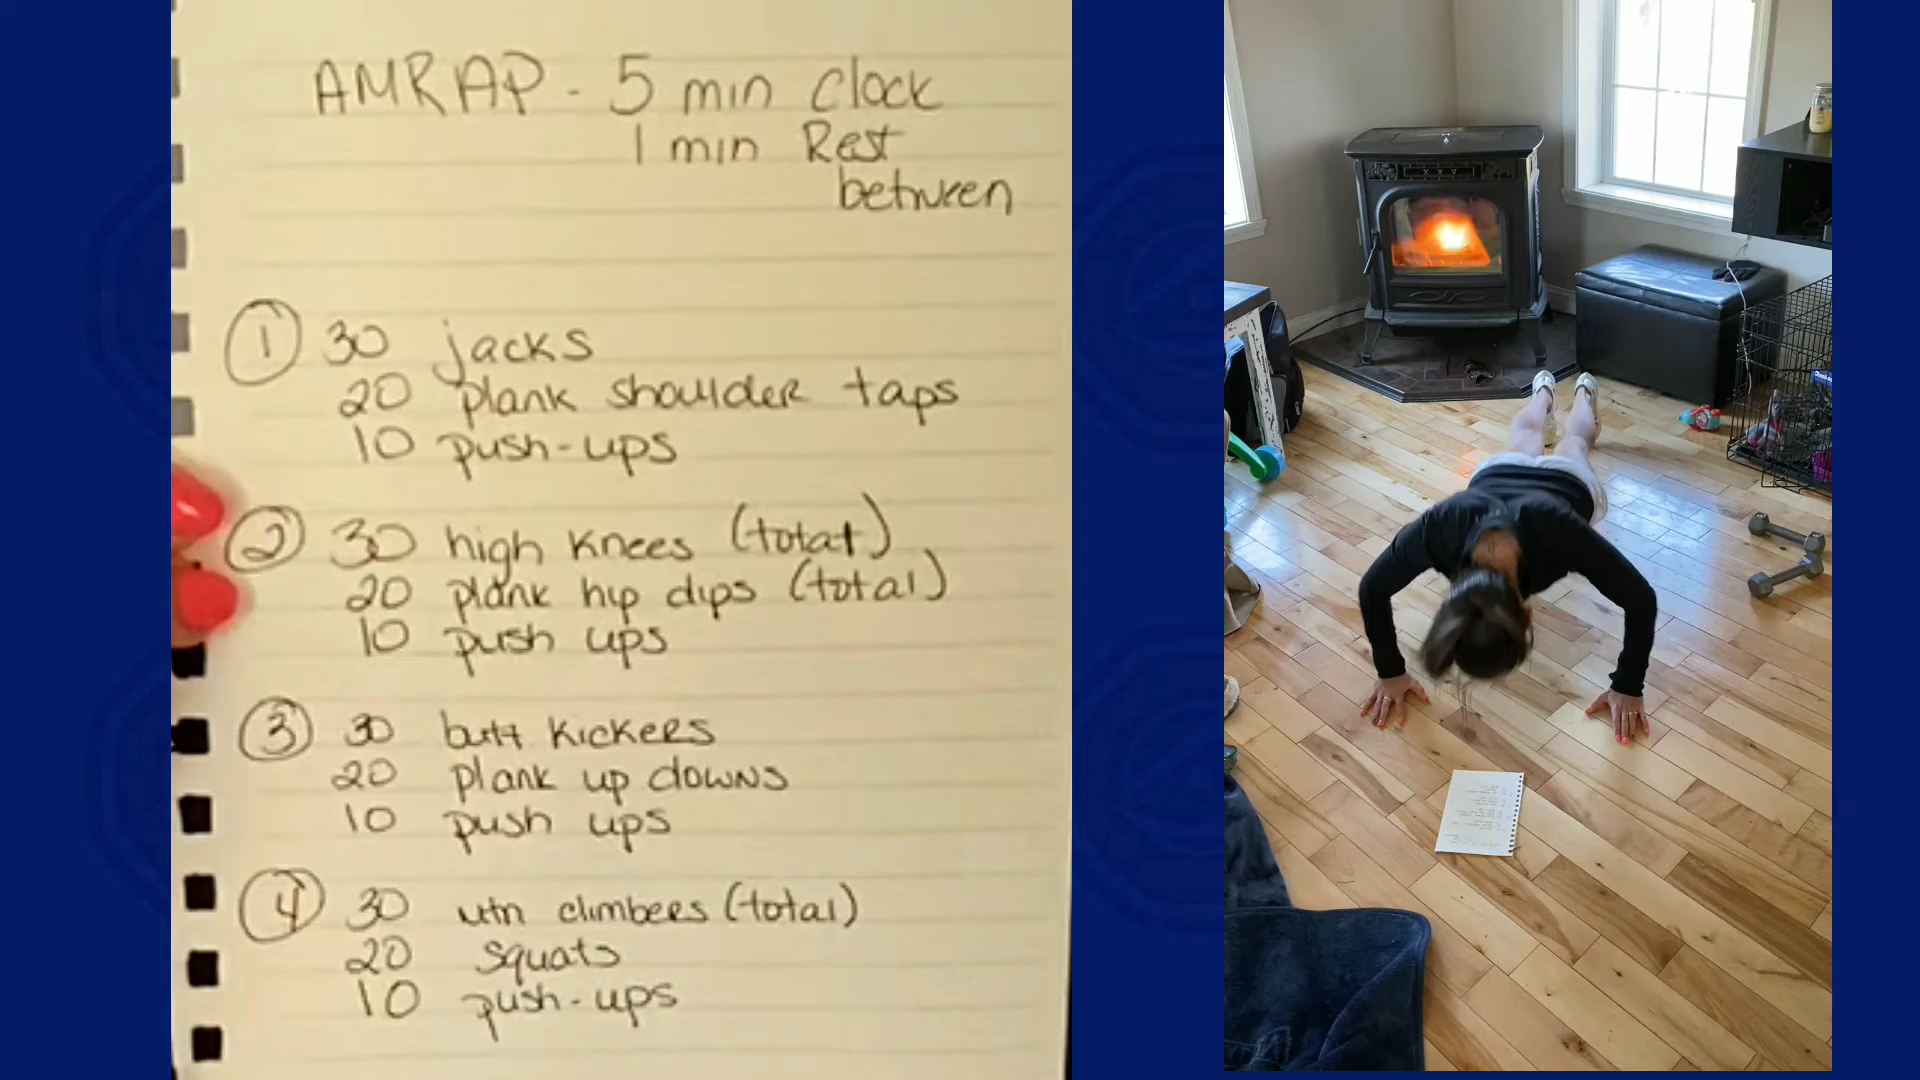 AMRAP - 5 min Clock
1 min Rest
between
① 30 jacks
20 plank shoulder taps
10 push-ups
② 30 high knees (total)
20 plank hip dips (total)
10 push ups
③ 30 butt kickers
20 plank up downs
10 push ups
④ 30 mtn climbers (total)
20 squats
10 push-ups